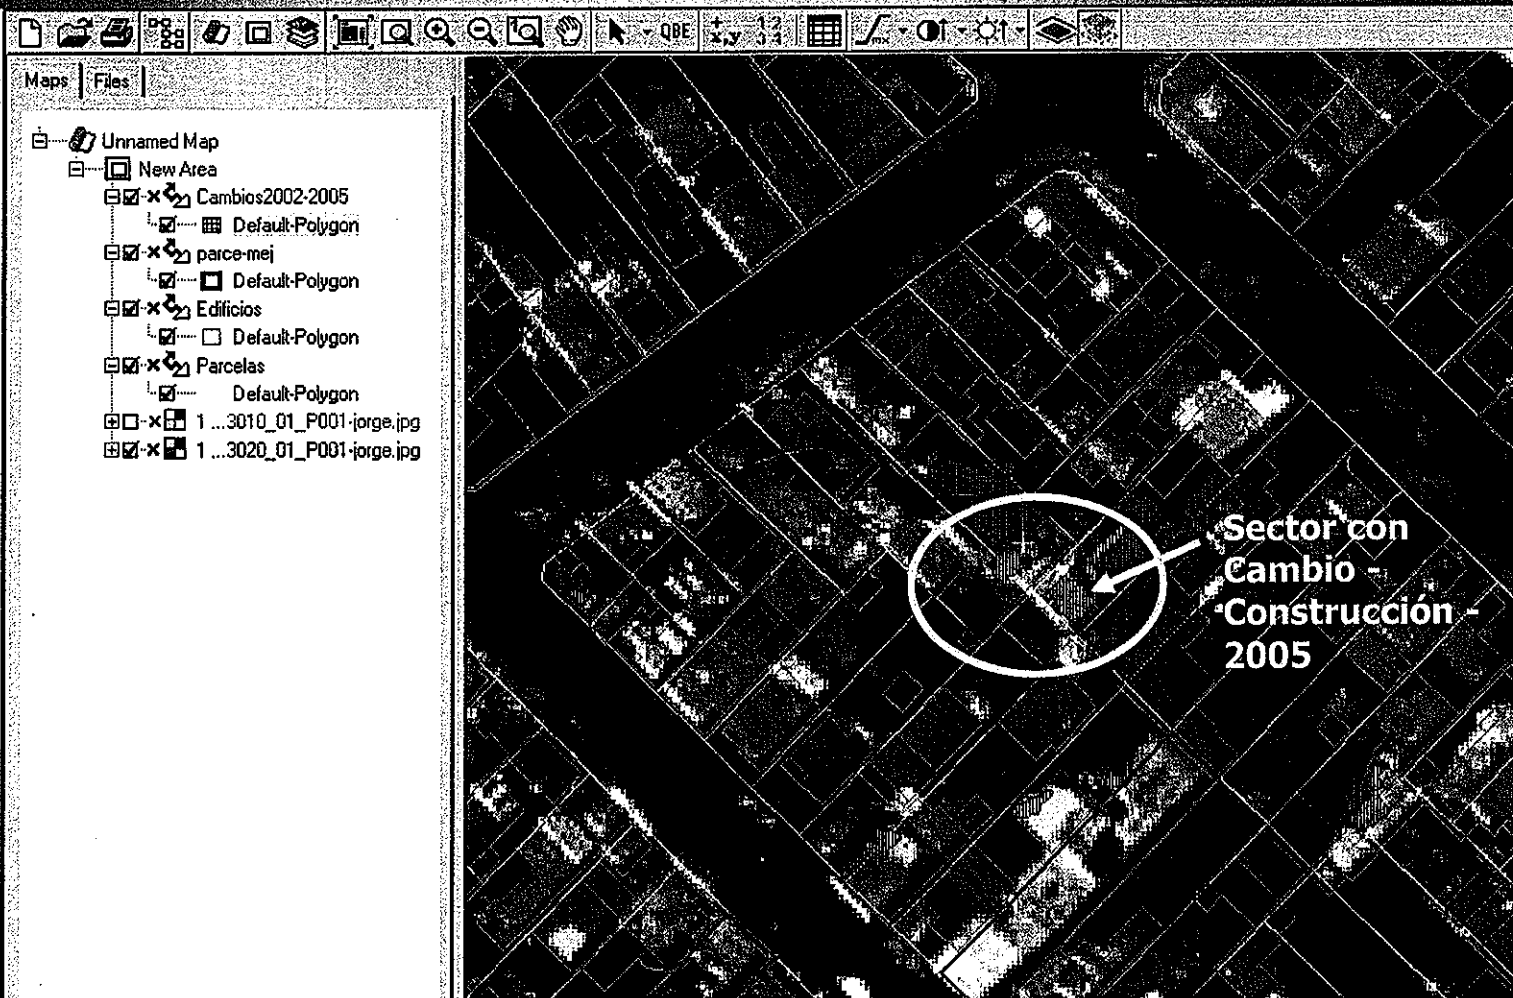 QBE
Maps Files
Unnamed Map
New Area
Cambios2002-2005
Default-Polygon
parce-mej
Default-Polygon
Edificios
Default-Polygon
Parcelas
Default-Polygon
1 ...3010_01_P001-jorge.jpg
1 ...3020_01_P001-jorge.jpg
Sector con
Cambio -
Construcción -
2005